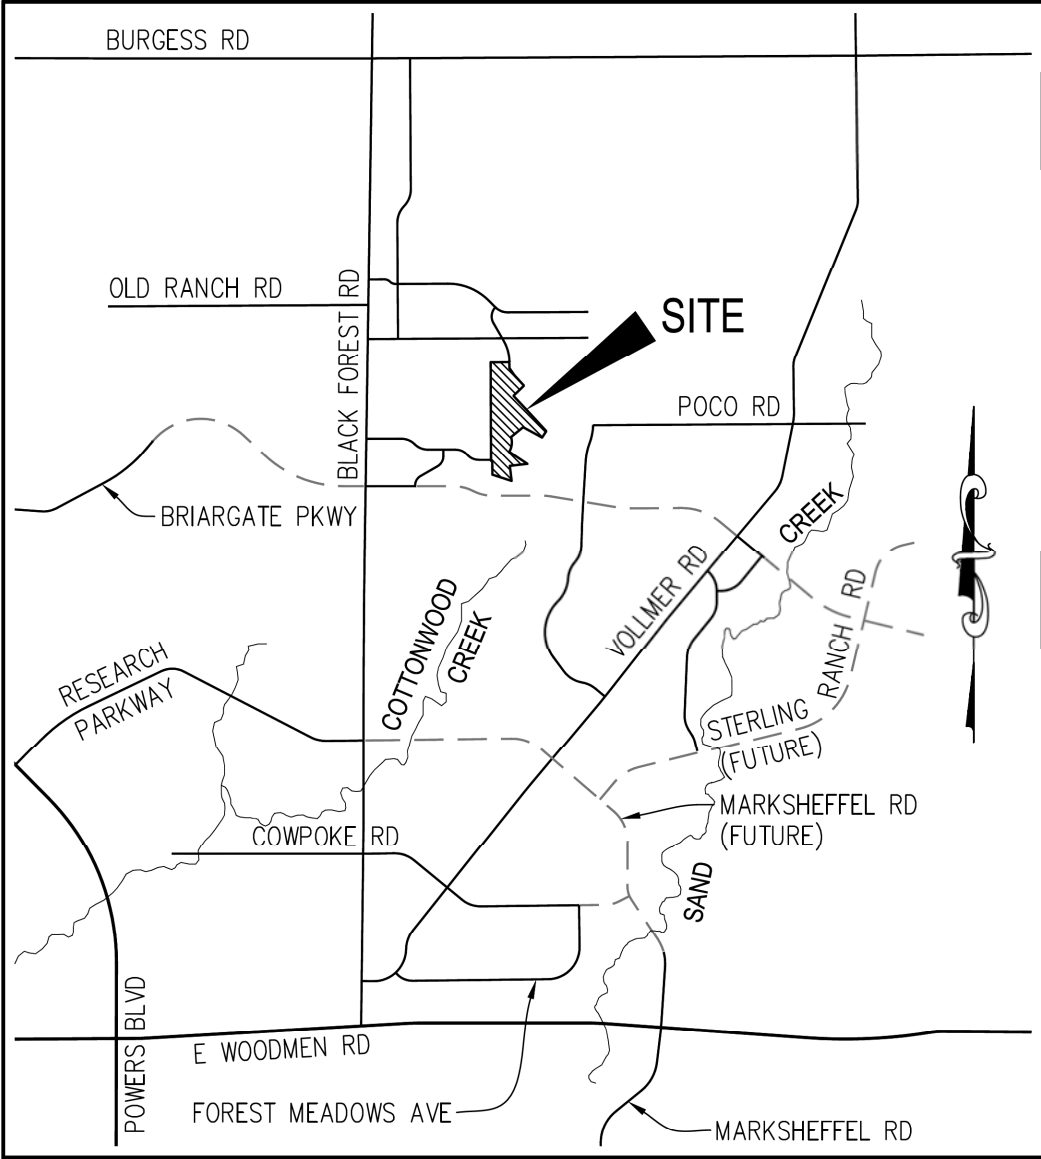 BURGESS RD
OLD RANCH RD
BLACK FOREST RD
SITE
POCO RD
BRIARGATE PKWY
CREEK
VOLLMER RD
COTTONWOOD
CREEK
RANCH RD
RESEARCH
PARKWAY
STERLING
(FUTURE)
MARKSHEFFEL RD
(FUTURE)
COWPOKE RD
SAND
POWERS BLVD
E WOODMEN RD
FOREST MEADOWS AVE
MARKSHEFFEL RD